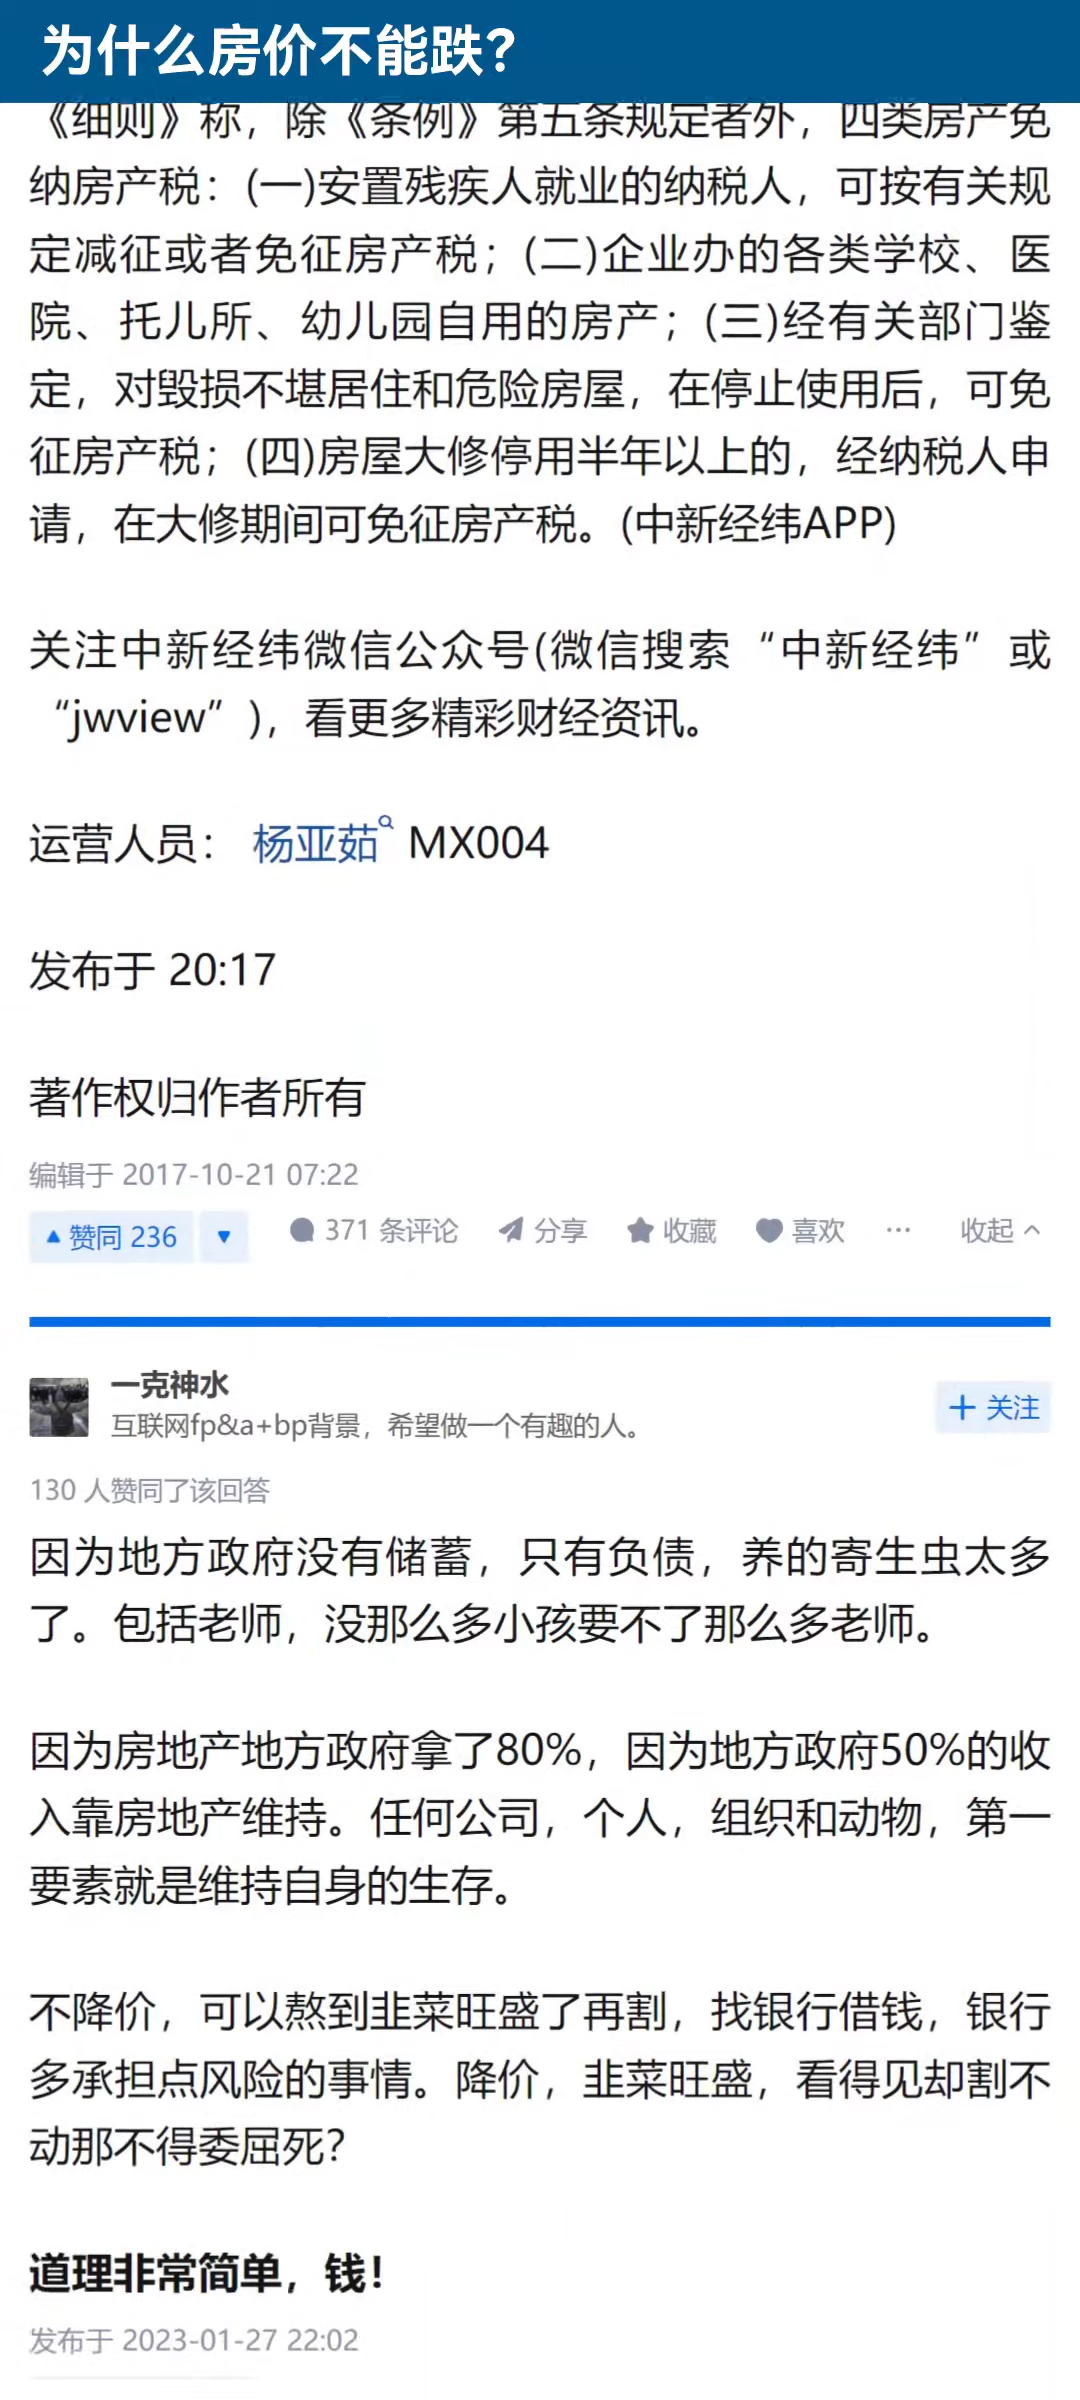 为什么房价不能跌？
《细则》称，除《条例》第五条规定者外，四类房产免
纳房产税：(一)安置残疾人就业的纳税人，可按有关规
定减征或者免征房产税；(二)企业办的各类学校、医
院、托儿所、幼儿园自用的房产；(三)经有关部门鉴
定，对毁损不堪居住和危险房屋，在停止使用后，可免
征房产税；(四)房屋大修停用半年以上的，经纳税人申
请，在大修期间可免征房产税。(中新经纬APP)
关注中新经纬微信公众号(微信搜索“中新经纬”或
“jwview”)，看更多精彩财经资讯。
运营人员： 杨亚茹 MX004
发布于 20:17
著作权归作者所有
编辑于 2017-10-21 07:22
赞同 236 371 条评论 分享 收藏 喜欢 ··· 收起
一克神水
互联网fp&a+bp背景，希望做一个有趣的人。
+ 关注
130 人赞同了该回答
因为地方政府没有储蓄，只有负债，养的寄生虫太多
了。包括老师，没那么多小孩要不了那么多老师。
因为房地产地方政府拿了80%，因为地方政府50%的收
入靠房地产维持。任何公司，个人，组织和动物，第一
要素就是维持自身的生存。
不降价，可以熬到韭菜旺盛了再割，找银行借钱，银行
多承担点风险的事情。降价，韭菜旺盛，看得见却割不
动那不得委屈死？
道理非常简单，钱！
发布于 2023-01-27 22:02